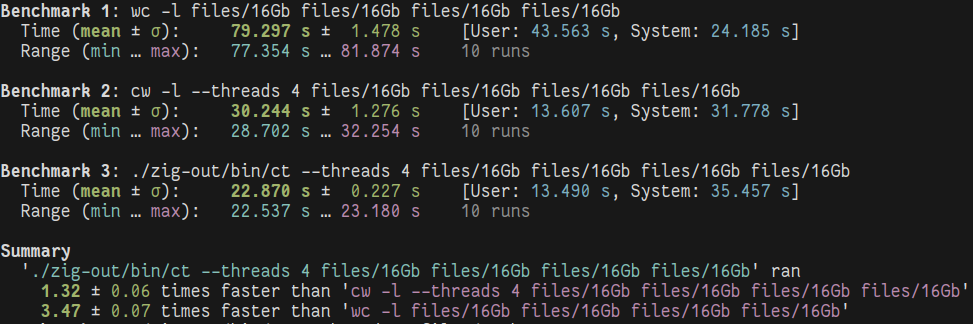 Benchmark 1: wc -l files/16Gb files/16Gb files/16Gb files/16Gb
Time (mean ± σ): 79.297 s ± 1.478 s [User: 43.563 s, System: 24.185 s]
Range (min … max): 77.354 s … 81.874 s 10 runs
Benchmark 2: cw -l --threads 4 files/16Gb files/16Gb files/16Gb files/16Gb
Time (mean ± σ): 30.244 s ± 1.276 s [User: 13.607 s, System: 31.778 s]
Range (min … max): 28.702 s … 32.254 s 10 runs
Benchmark 3: ./zig-out/bin/ct --threads 4 files/16Gb files/16Gb files/16Gb files/16Gb
Time (mean ± σ): 22.870 s ± 0.227 s [User: 13.490 s, System: 35.457 s]
Range (min … max): 22.537 s … 23.180 s 10 runs
Summary
'./zig-out/bin/ct --threads 4 files/16Gb files/16Gb files/16Gb files/16Gb' ran
1.32 ± 0.06 times faster than 'cw -l --threads 4 files/16Gb files/16Gb files/16Gb files/16Gb'
3.47 ± 0.07 times faster than 'wc -l files/16Gb files/16Gb files/16Gb files/16Gb'